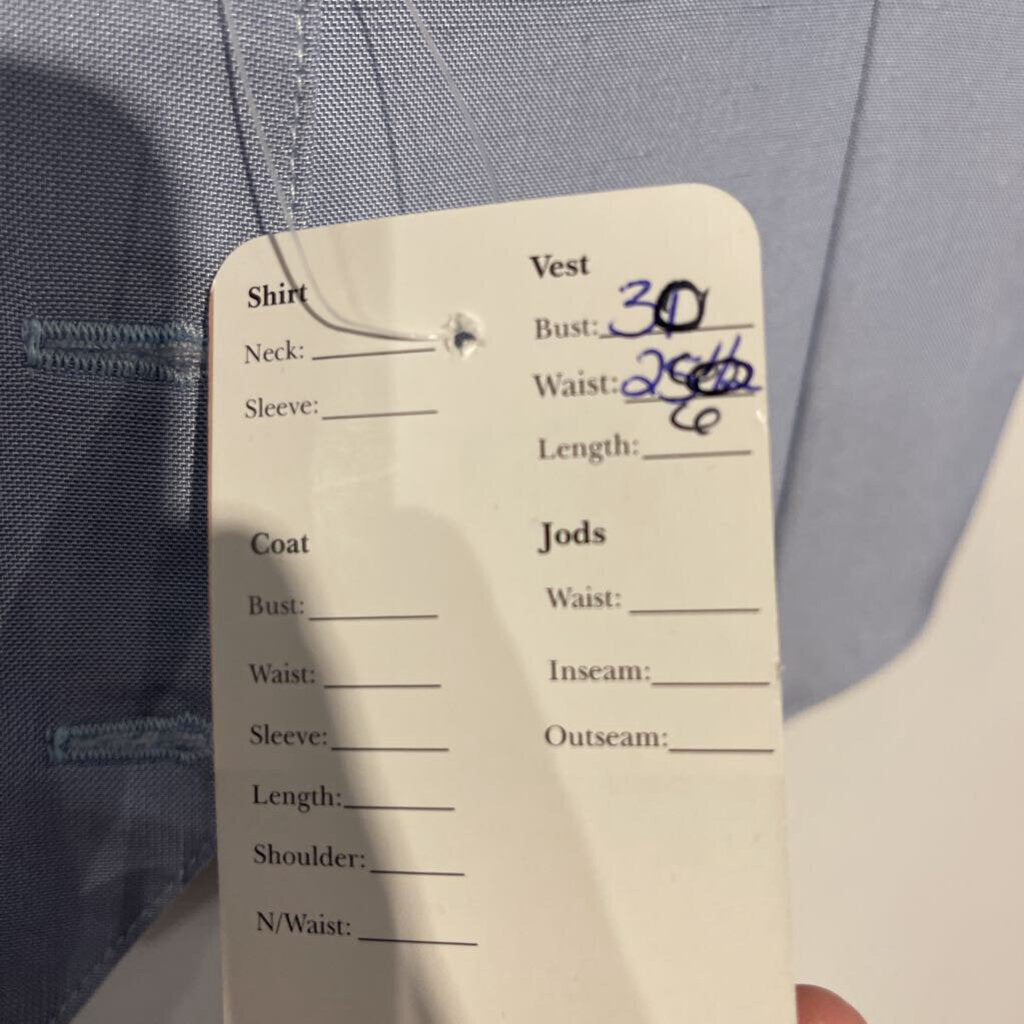 Shirt
Neck:
Sleeve:
Vest
Bust: 30
Waist: 26
Length:
Coat
Bust:
Waist:
Sleeve:
Length:
Shoulder:
N/Waist:
Jods
Waist:
Inseam:
Outseam: